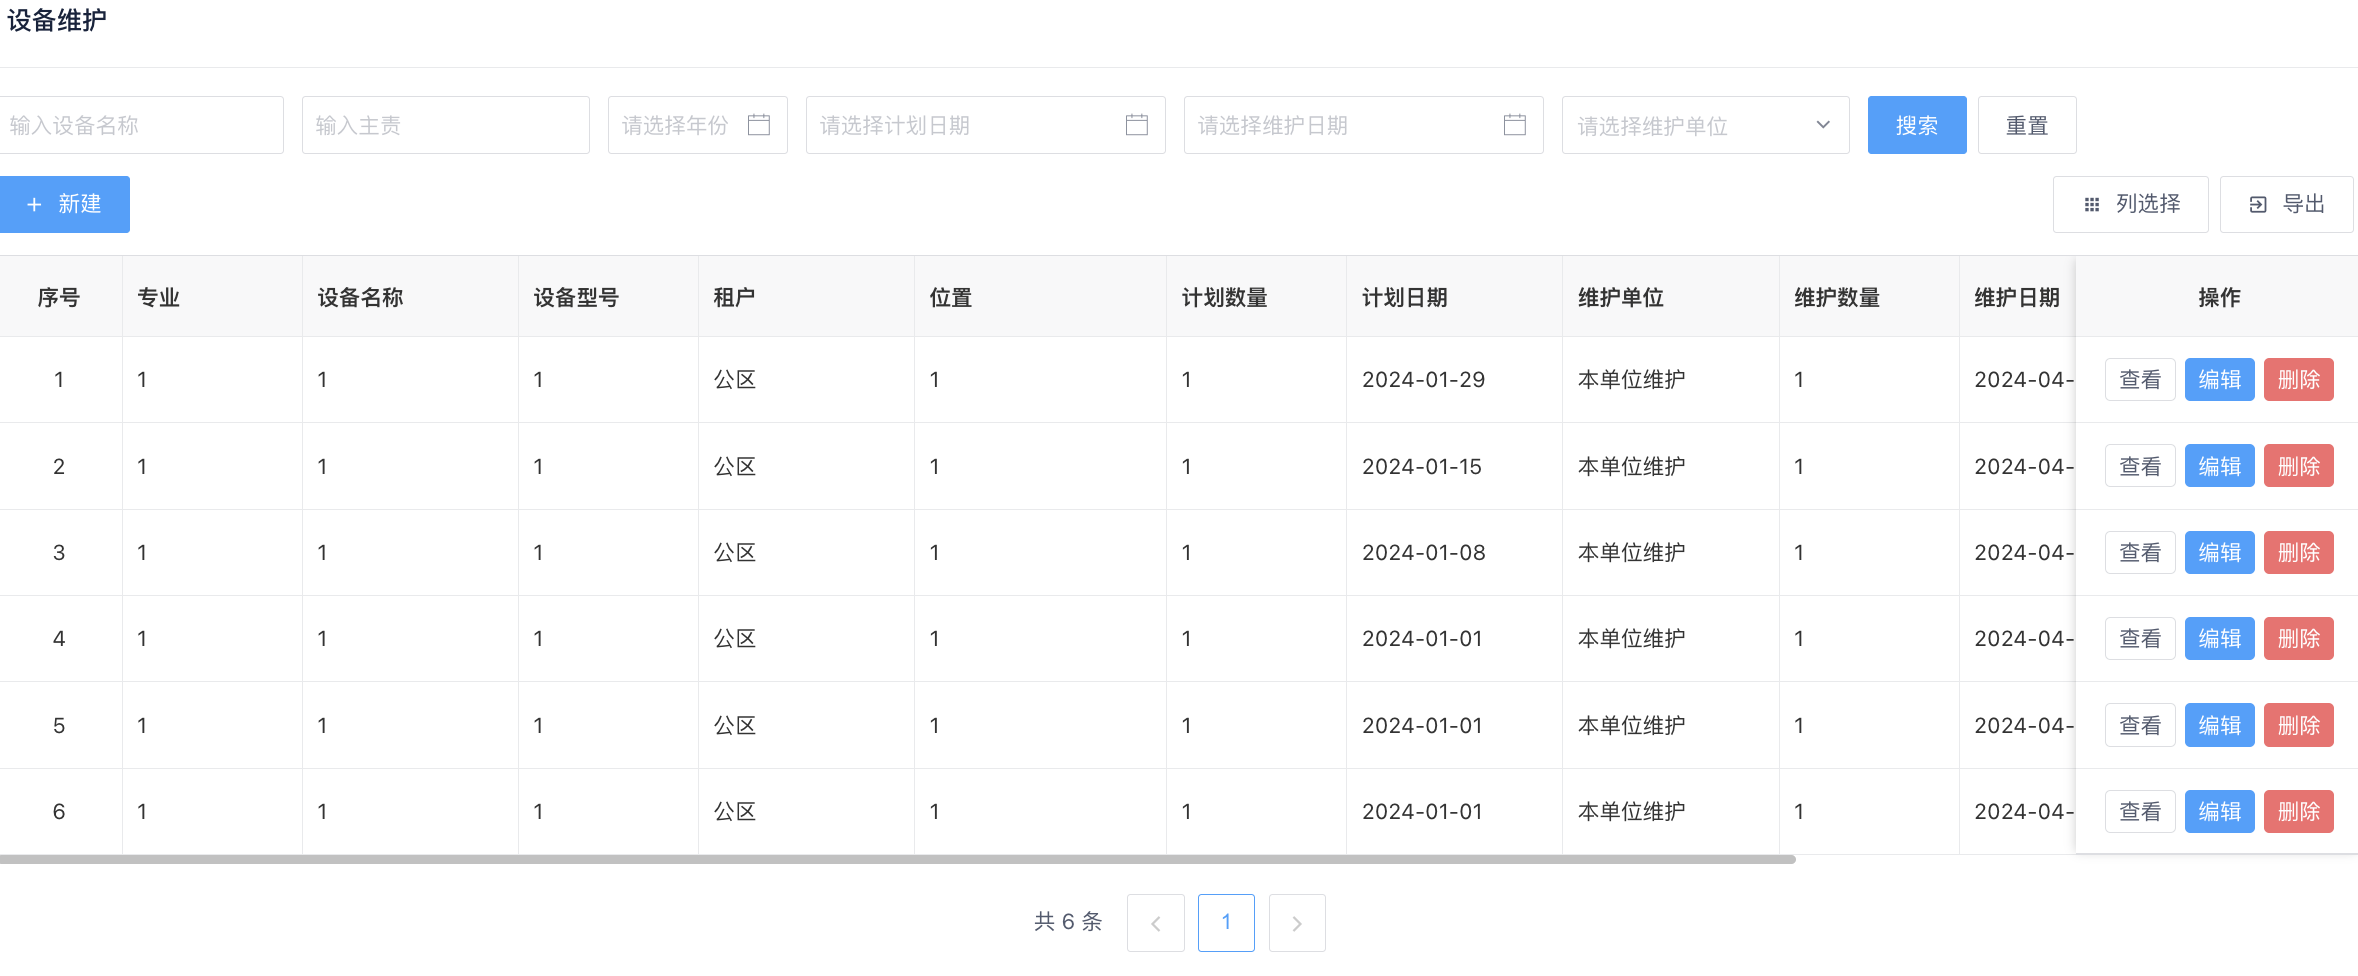 设备维护
输入设备名称 输入主责 请选择年份 请选择计划日期 请选择维护日期 请选择维护单位 搜索 重置
+ 新建 列选择 导出
序号 专业 设备名称 设备型号 租户 位置 计划数量 计划日期 维护单位 维护数量 维护日期 操作
1 1 1 1 公区 1 1 2024-01-29 本单位维护 1 2024-04- 查看 编辑 删除
2 1 1 1 公区 1 1 2024-01-15 本单位维护 1 2024-04- 查看 编辑 删除
3 1 1 1 公区 1 1 2024-01-08 本单位维护 1 2024-04- 查看 编辑 删除
4 1 1 1 公区 1 1 2024-01-01 本单位维护 1 2024-04- 查看 编辑 删除
5 1 1 1 公区 1 1 2024-01-01 本单位维护 1 2024-04- 查看 编辑 删除
6 1 1 1 公区 1 1 2024-01-01 本单位维护 1 2024-04- 查看 编辑 删除
共 6 条 1